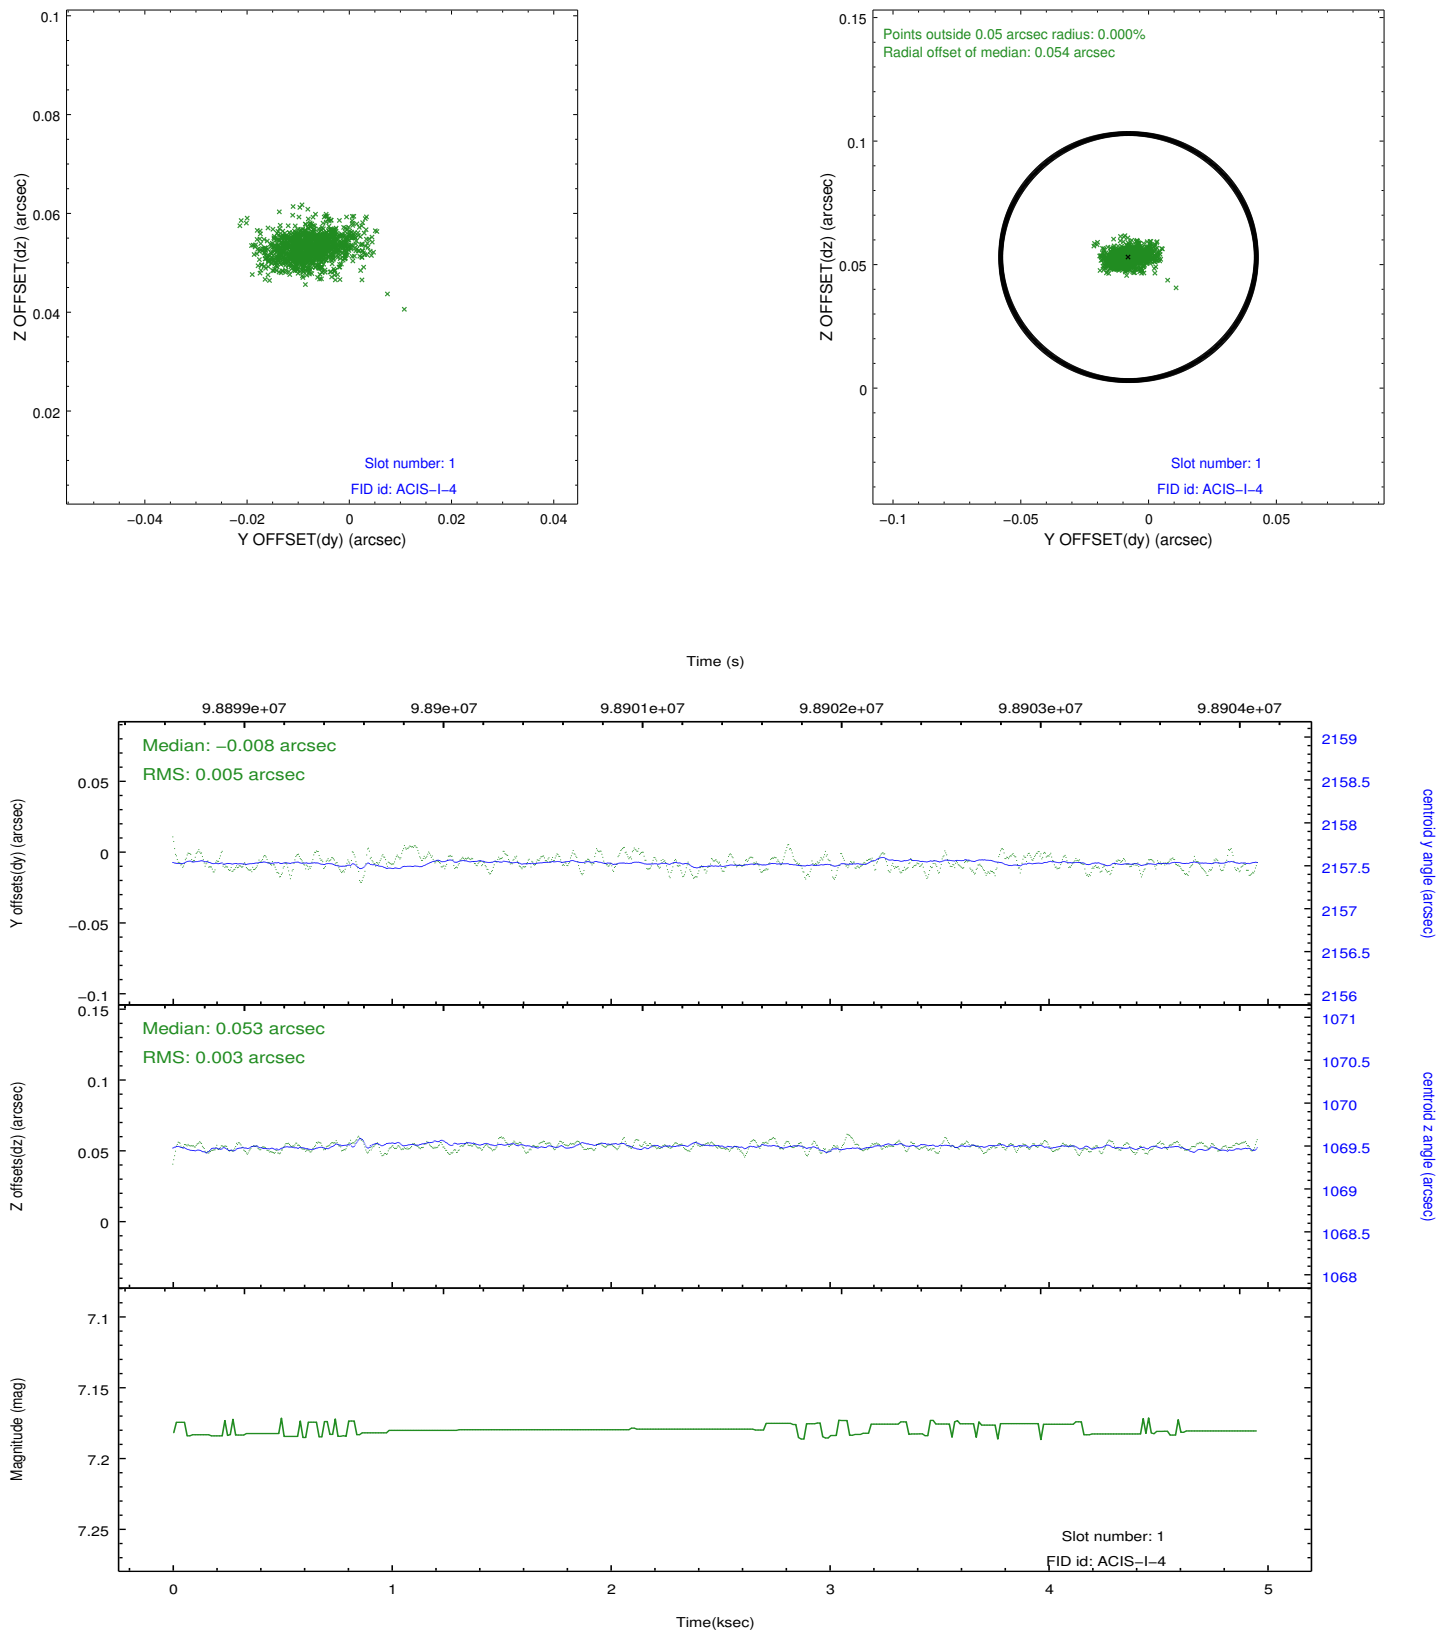 0.1
0.08
0.06
0.04
0.02
Z OFFSET(dz) (arcsec)
Slot number: 1
FID id: ACIS−I−4
−0.04 −0.02 0 0.02 0.04
Y OFFSET(dy) (arcsec)
0.15
0.1
0.05
0
Z OFFSET(dz) (arcsec)
Points outside 0.05 arcsec radius: 0.000%
Radial offset of median: 0.054 arcsec
Slot number: 1
FID id: ACIS−I−4
−0.1 −0.05 0 0.05
Y OFFSET(dy) (arcsec)
Time (s)
9.8899e+07 9.89e+07 9.8901e+07 9.8902e+07 9.8903e+07 9.8904e+07
Median: −0.008 arcsec
RMS: 0.005 arcsec
0.05
0
−0.05
−0.1
Y offsets(dy) (arcsec)
2159
2158.5
2158
2157.5
2157
2156.5
2156
centroid y angle (arcsec)
Median: 0.053 arcsec
RMS: 0.003 arcsec
0.15
0.1
0.05
0
Z offsets(dz) (arcsec)
1071
1070.5
1070
1069.5
1069
1068.5
1068
centroid z angle (arcsec)
7.1
7.15
7.2
7.25
Magnitude (mag)
Slot number: 1
FID id: ACIS−I−4
0 1 2 3 4 5
Time(ksec)